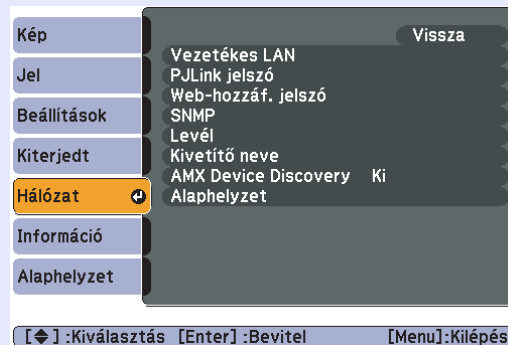 Kép
Jel
Beállítások
Kiterjedt
Hálózat
Információ
Alaphelyzet
Vissza
Vezetékes LAN
PJLink jelszó
Web-hozzáf. jelszó
SNMP
Levél
Kivetítő neve
AMX Device Discovery Ki
Alaphelyzet
[◆] :Kiválasztás [Enter] :Bevitel [Menu]:Kilépés